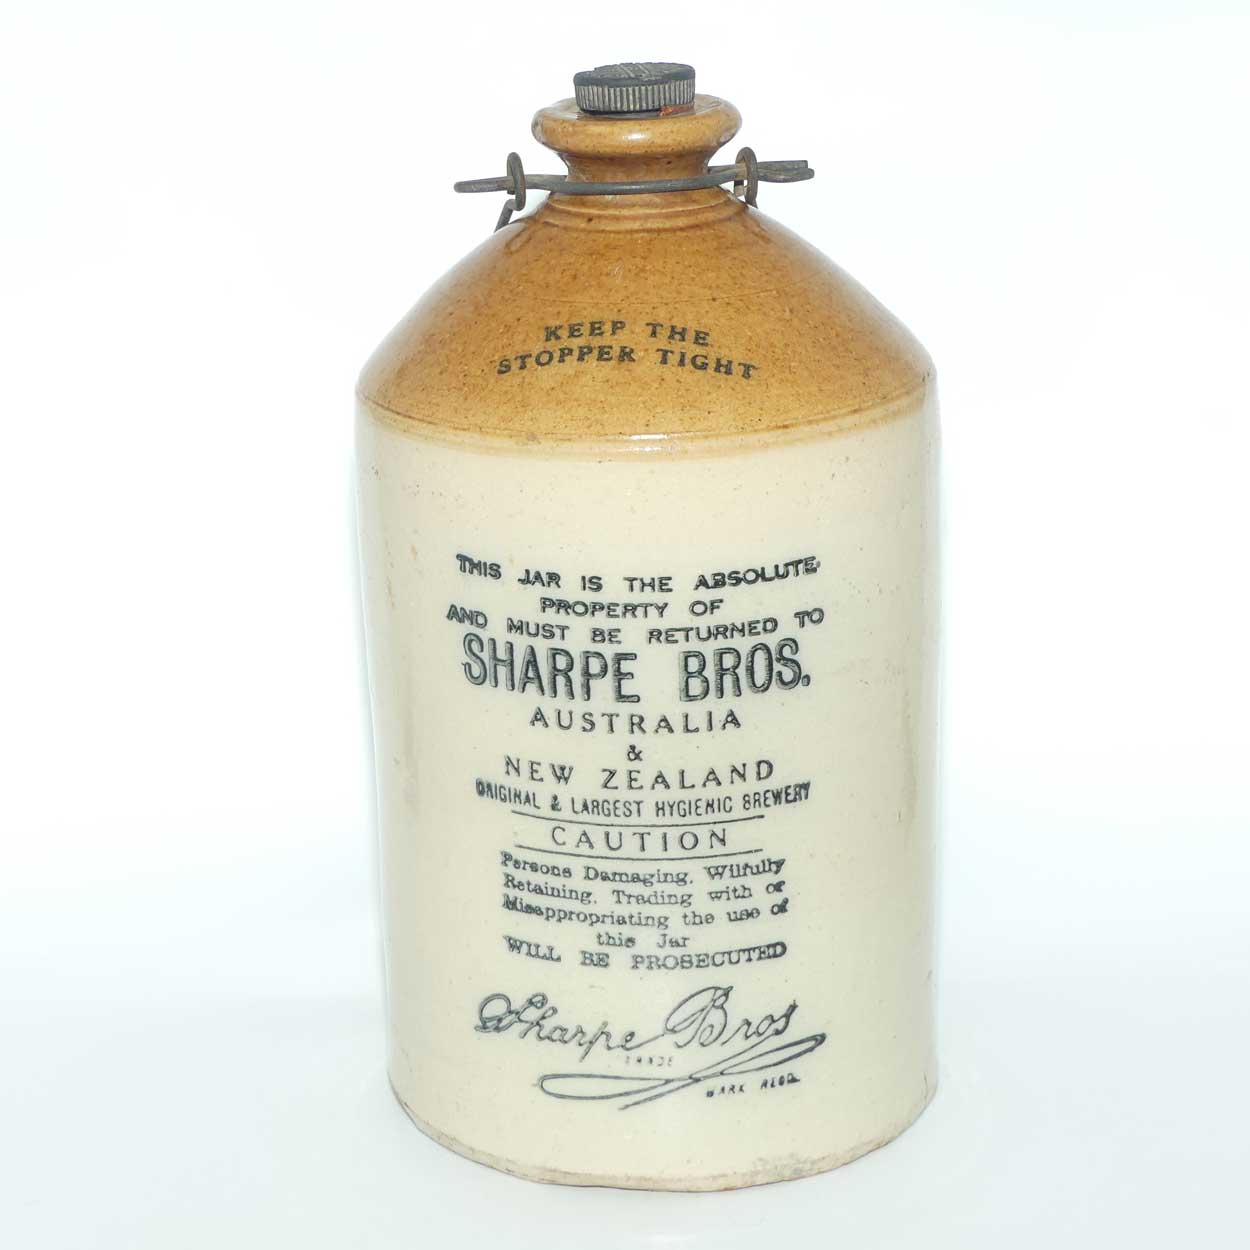 KEEP THE
STOPPER TIGHT
THIS JAR IS THE ABSOLUTE
PROPERTY OF
AND MUST BE RETURNED TO
SHARPE BROS.
AUSTRALIA
&
NEW ZEALAND
ORIGINAL & LARGEST HYGIENIC BREWERY
CAUTION
Persons Damaging, Wilfully
Retaining, Trading with or
Misappropriating the use of
this Jar
WILL BE PROSECUTED
Sharpe Bros
TRADE
MARK REGD.